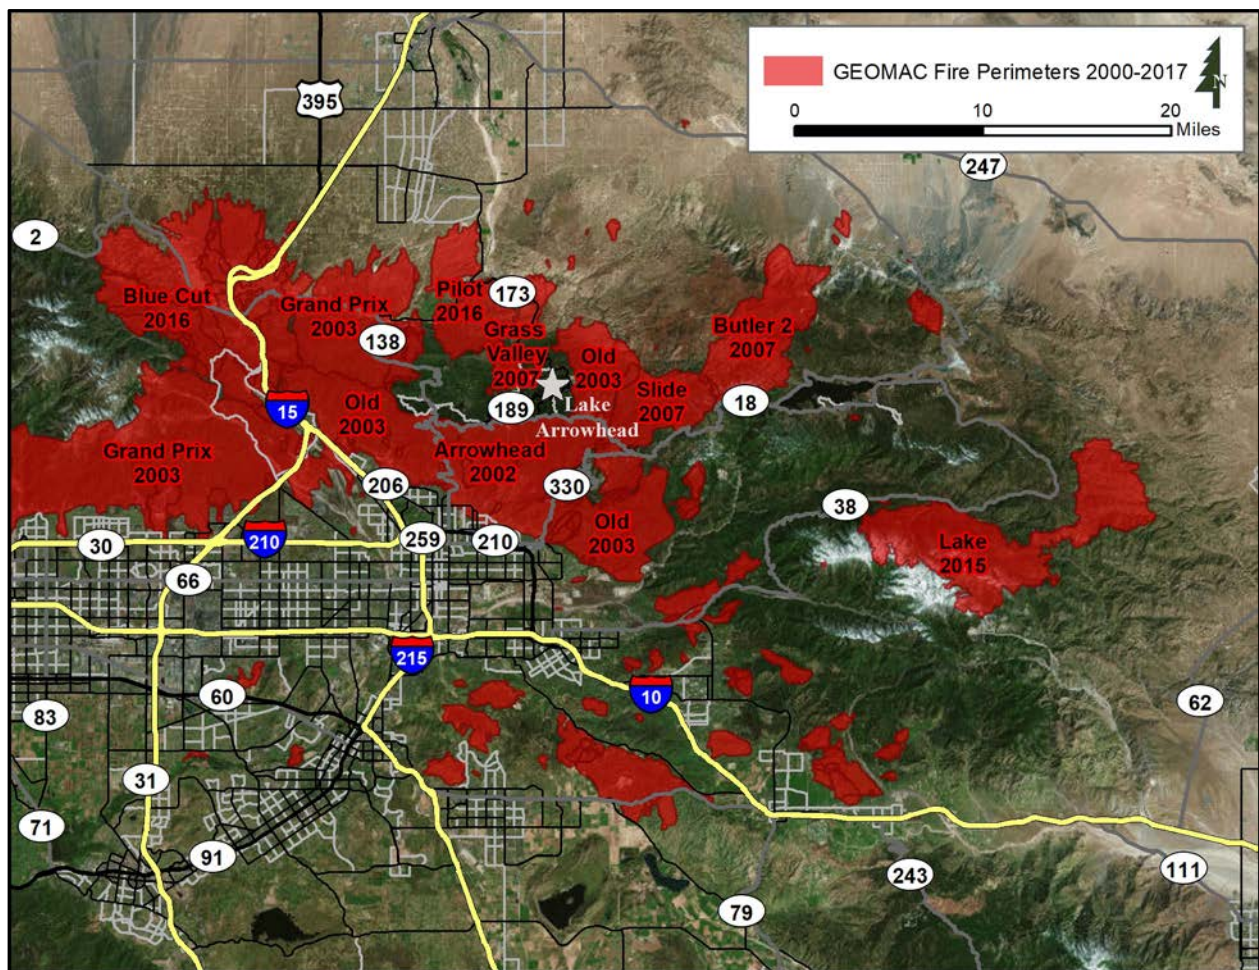 GEOMAC Fire Perimeters 2000-2017
N
0
10
20
Miles
395
247
2
Blue Cut
2016
Grand Prix
2003
Pilot
2016
173
138
Grass
Valley
2007
Old
2003
Butler 2
2007
Slide
2007
18
189
Lake
Arrowhead
15
Old
2003
Grand Prix
2003
Arrowhead
2002
206
330
38
Old
2003
Lake
2015
30
210
259
210
66
215
10
60
83
62
31
71
91
243
111
79